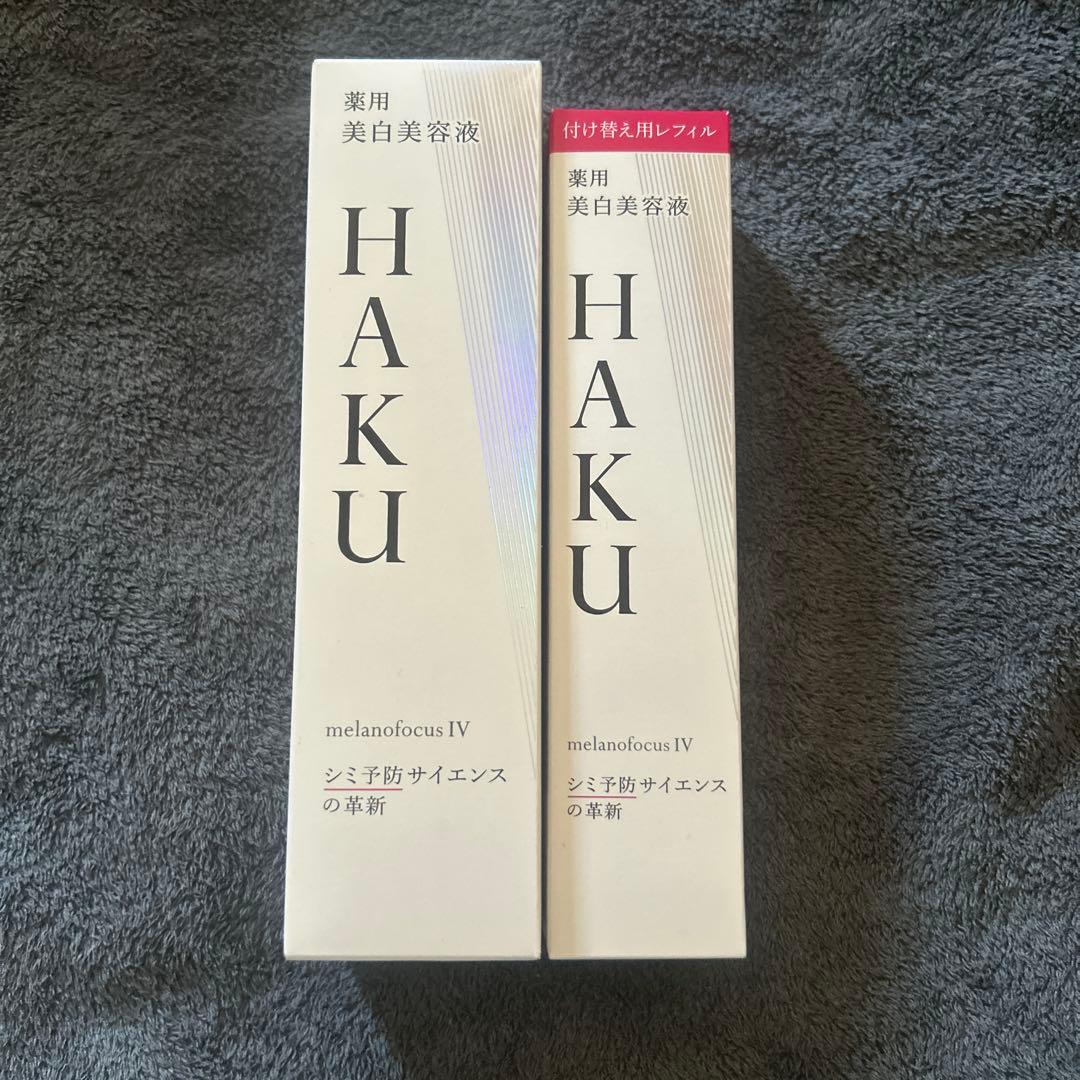 薬用
美白美容液
HAKU
melanofocus IV
シミ予防サイエンス
の革新
付け替え用レフィル
薬用
美白美容液
HAKU
melanofocus IV
シミ予防サイエンス
の革新